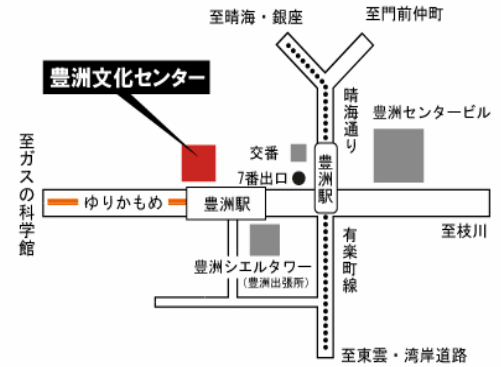 至晴海・銀座
至門前仲町
豊洲文化センター
晴海通り
豊洲センタービル
至ガスの科学館
交番
7番出口
豊洲駅
ゆりかもめ
豊洲駅
至枝川
有楽町線
豊洲シエルタワー
(豊洲出張所)
至東雲・湾岸道路